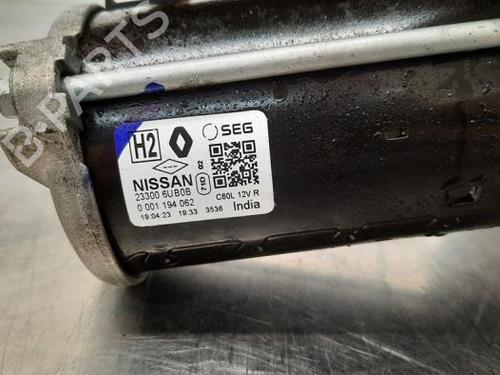 H2
SEG
NISSAN 02
23300 6UB0B
0 001 194 062
C60L 12V R
19:04:23 19:33 3536 India
B-PARTS